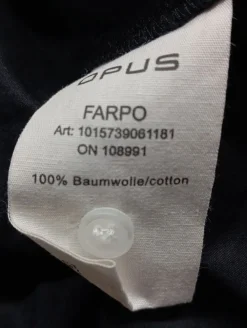 OPUS
FARPO
Art: 1015739061181
ON 108991
100% Baumwolle/cotton